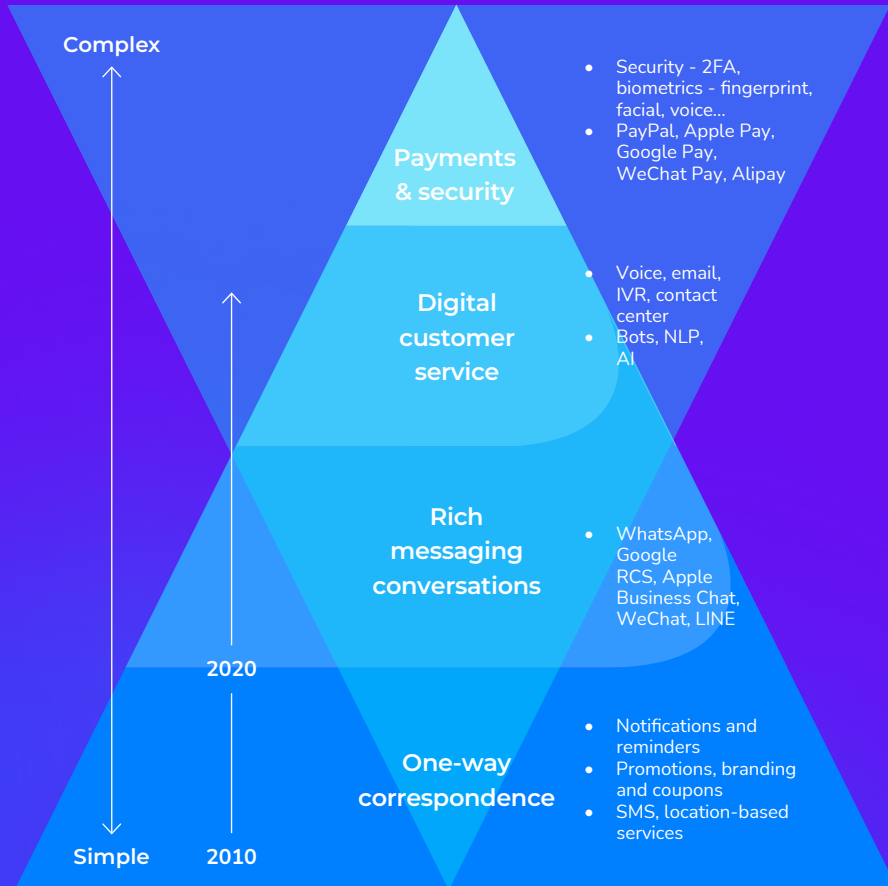 Complex
Security - 2FA,
biometrics - fingerprint,
facial, voice...
PayPal, Apple Pay,
Google Pay,
WeChat Pay, Alipay
Payments
& security
Voice, email,
IVR, contact
center
Bots, NLP,
AI
Digital
customer
service
Rich
messaging
conversations
WhatsApp,
Google
RCS, Apple
Business Chat,
WeChat, LINE
2020
Notifications and
reminders
Promotions, branding
and coupons
SMS, location-based
services
One-way
correspondence
Simple
2010